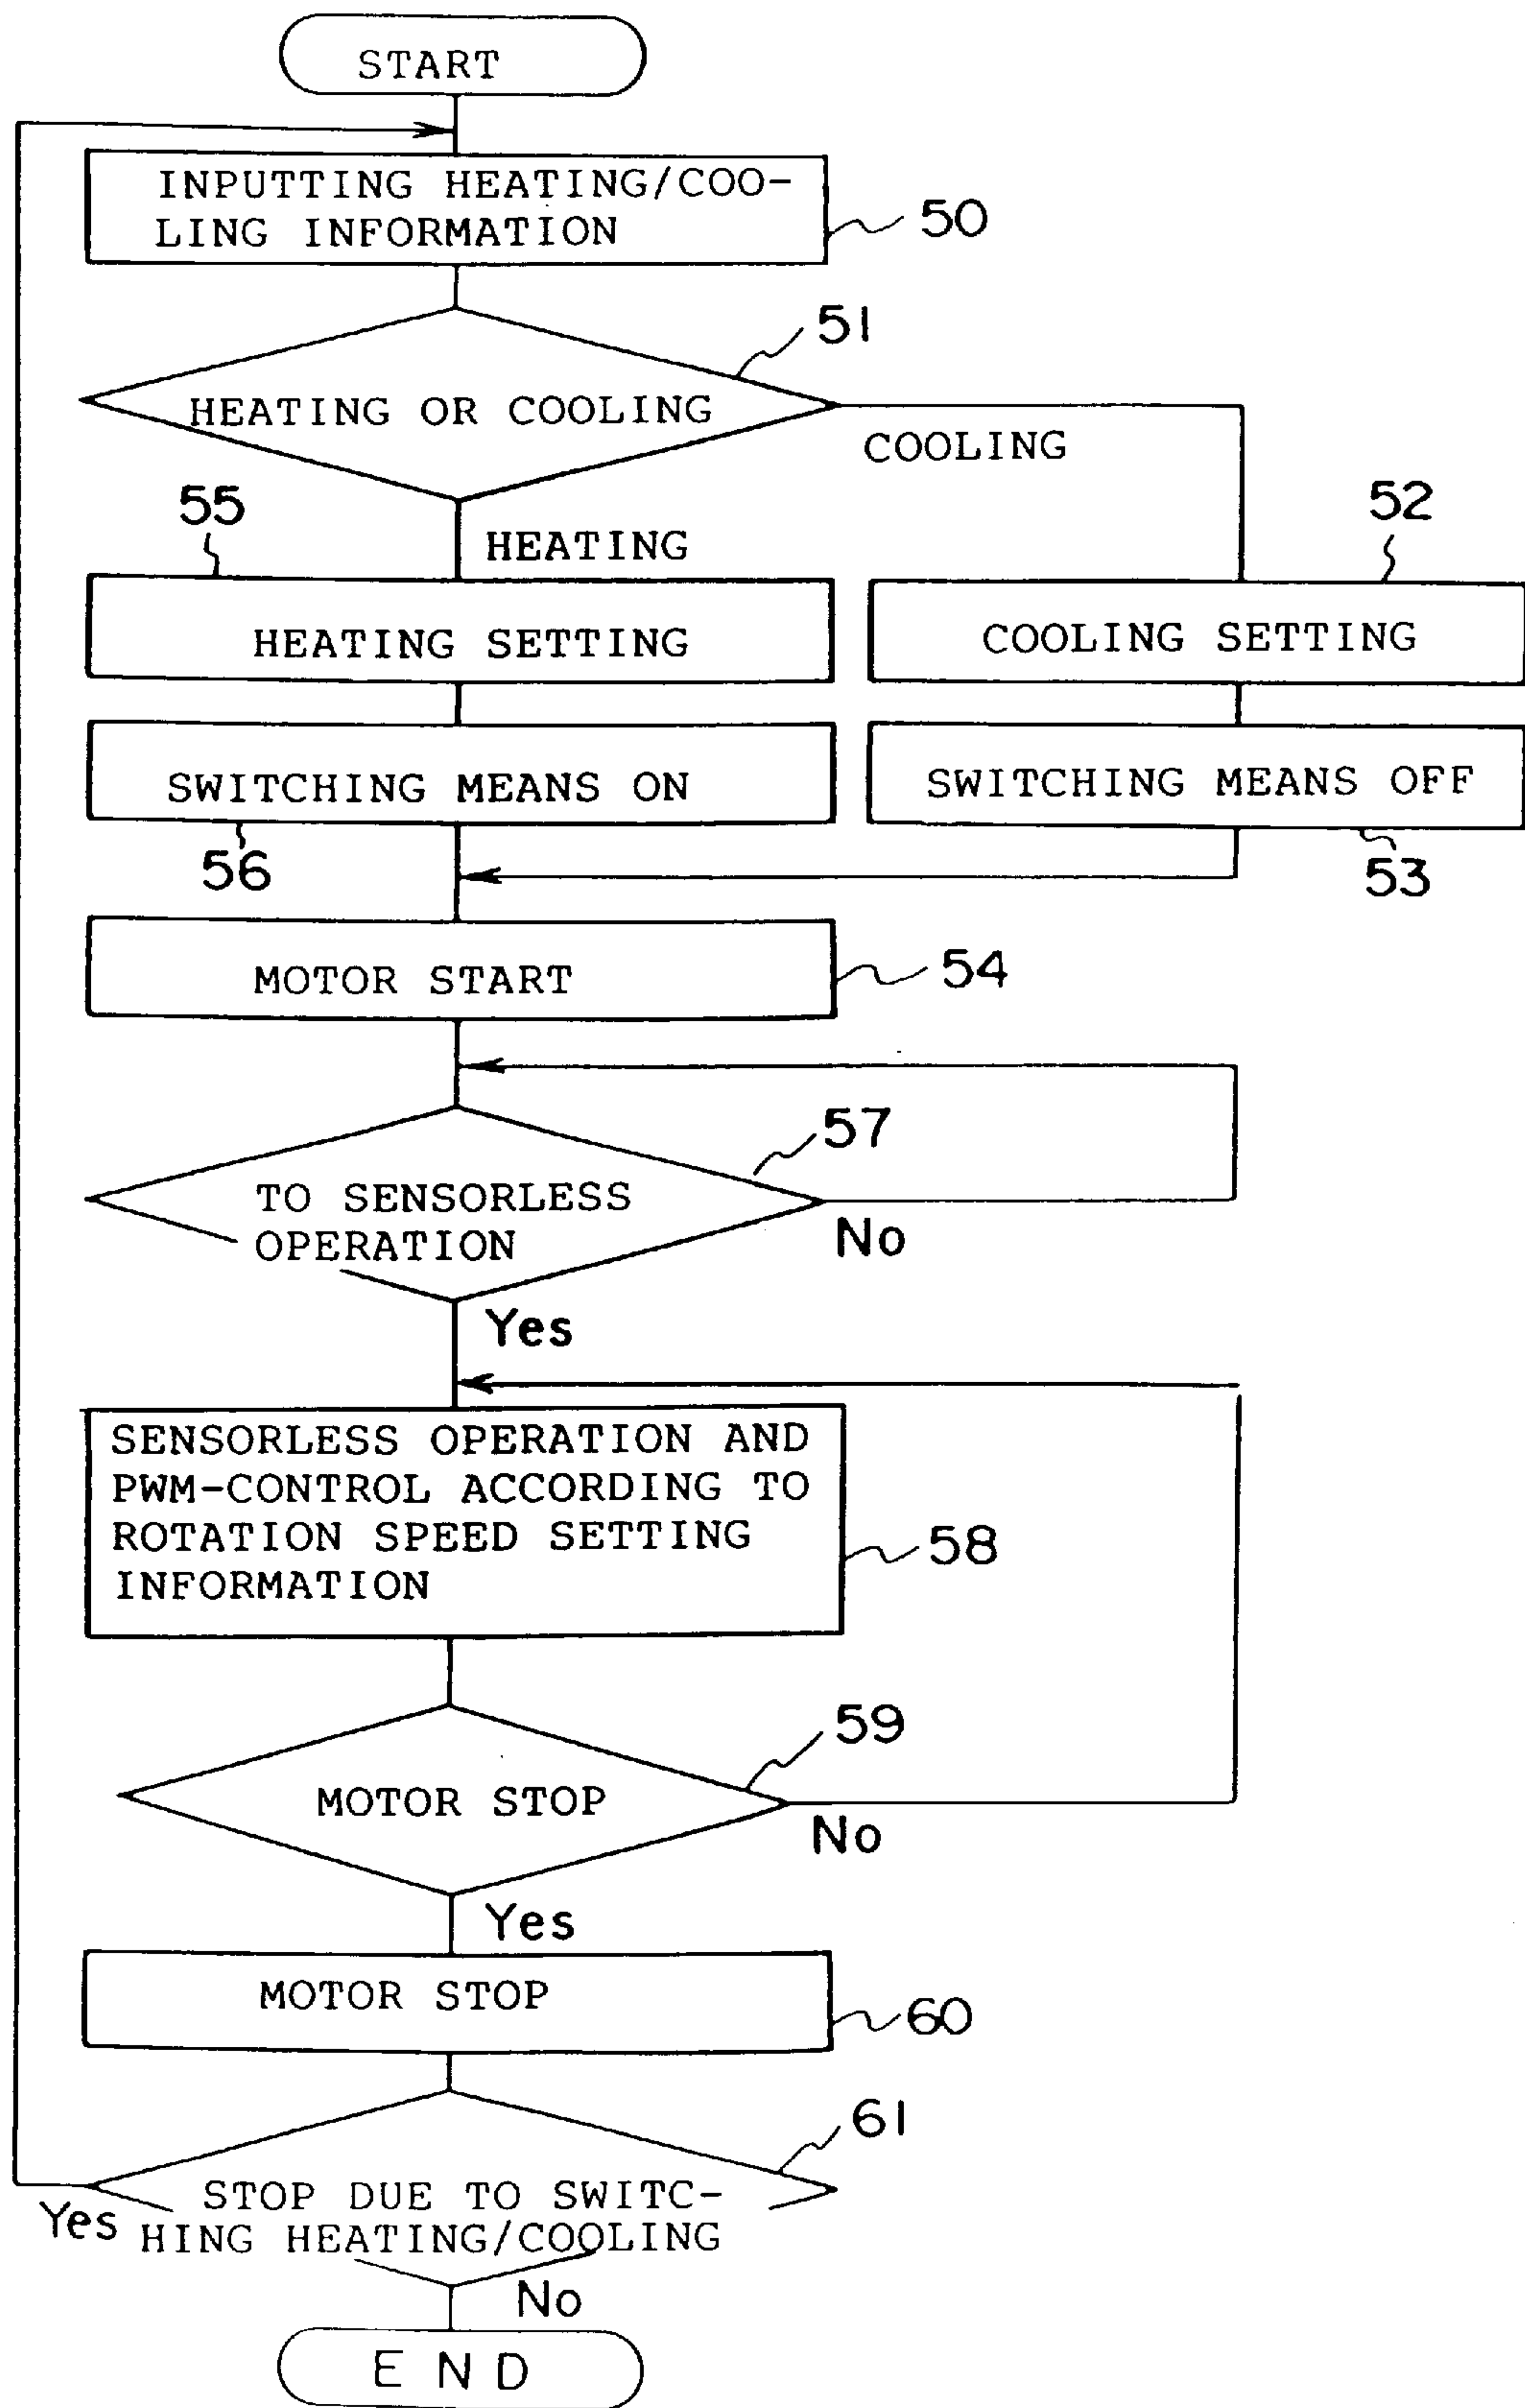 START
INPUTTING HEATING/COO-
LING INFORMATION
50
51
HEATING OR COOLING
COOLING
55
HEATING
52
HEATING SETTING
COOLING SETTING
SWITCHING MEANS ON
SWITCHING MEANS OFF
56
53
MOTOR START
54
57
TO SENSORLESS
OPERATION
No
Yes
SENSORLESS OPERATION AND
PWM-CONTROL ACCORDING TO
ROTATION SPEED SETTING
INFORMATION
58
59
MOTOR STOP
No
Yes
MOTOR STOP
60
61
STOP DUE TO SWITC-
HING HEATING/COOLING
Yes
No
END